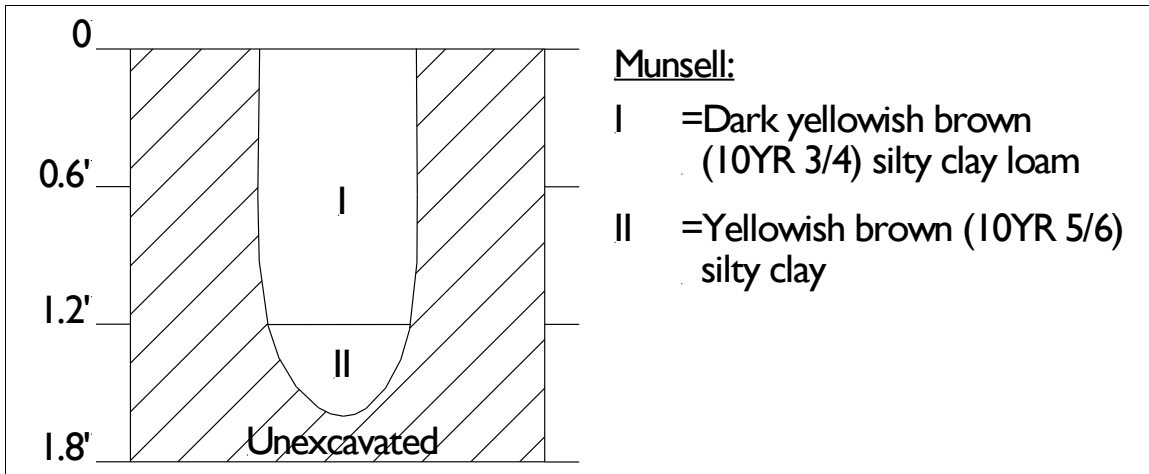 0
0.6'
1.2'
1.8'
I
II
Unexcavated
Munsell:
I =Dark yellowish brown
(10YR 3/4) silty clay loam
II =Yellowish brown (10YR 5/6)
silty clay